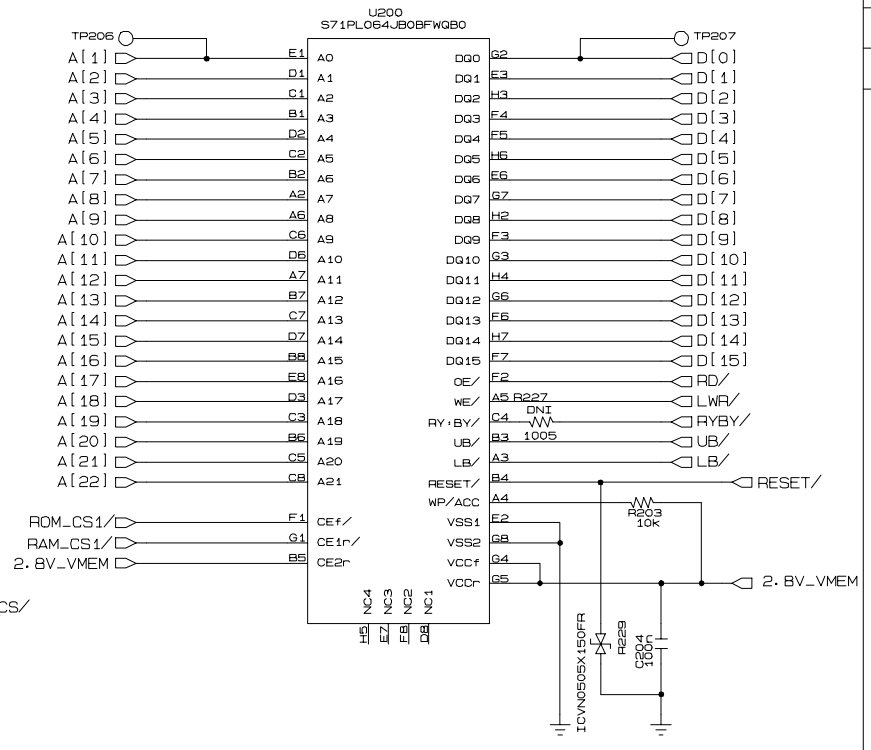 U200
S71PL064JB0BFWQB0
TP206 TP207
A[1] E1 A0 DQ0 G2 D[0]
A[2] D1 A1 DQ1 E3 D[1]
A[3] C1 A2 DQ2 H3 D[2]
A[4] B1 A3 DQ3 F4 D[3]
A[5] D2 A4 DQ4 F5 D[4]
A[6] C2 A5 DQ5 H6 D[5]
A[7] B2 A6 DQ6 E6 D[6]
A[8] A2 A7 DQ7 G7 D[7]
A[9] A6 A8 DQ8 H2 D[8]
A[10] C6 A9 DQ9 F3 D[9]
A[11] D6 A10 DQ10 G3 D[10]
A[12] A7 A11 DQ11 H4 D[11]
A[13] B7 A12 DQ12 G6 D[12]
A[14] C7 A13 DQ13 F6 D[13]
A[15] D7 A14 DQ14 H7 D[14]
A[16] B8 A15 DQ15 F7 D[15]
A[17] E8 A16 OE/ F2 RD/
A[18] D3 A17 WE/ A5 R227 LWR/
A[19] C3 A18 RY:BY/ C4 DNI RYBY/
1005
A[20] B6 A19 UB/ B3 UB/
A[21] C5 A20 LB/ A3 LB/
A[22] C8 A21 RESET/ B4 RESET/
WP/ACC A4 R203
10k
ROM_CS1/ F1 CEf/ VSS1 E2
RAM_CS1/ G1 CE1r/ VSS2 G8
2.8V_VMEM B5 CE2r VCCf G4
VCCr G5 2.8V_VMEM
CS/
NC4 NC3 NC2 NC1
H5 E7 F8 D8
ICVN0505X150FR
R229
C204
100n